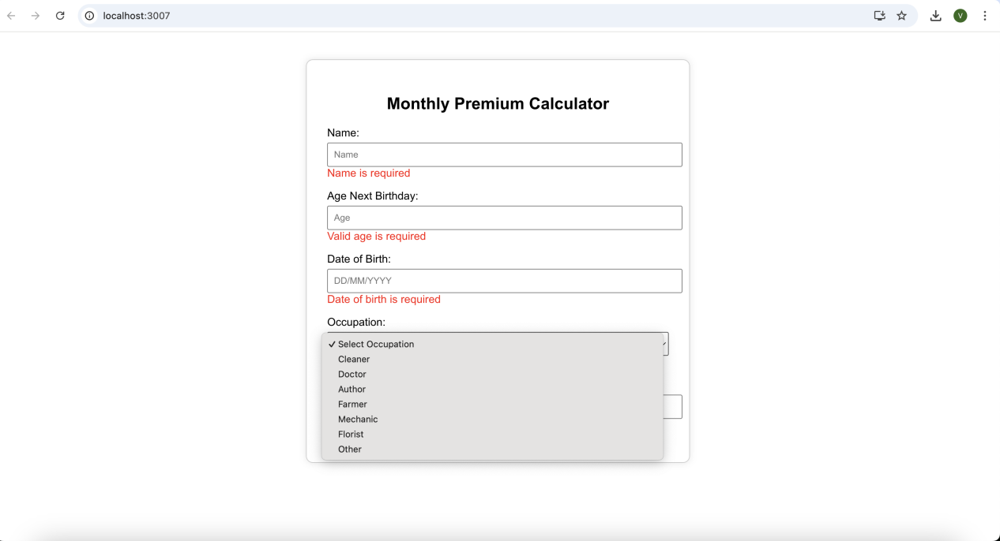 localhost:3007
V
Monthly Premium Calculator
Name:
Name
Name is required
Age Next Birthday:
Age
Valid age is required
Date of Birth:
DD/MM/YYYY
Date of birth is required
Occupation:
✓ Select Occupation
Cleaner
Doctor
Author
Farmer
Mechanic
Florist
Other